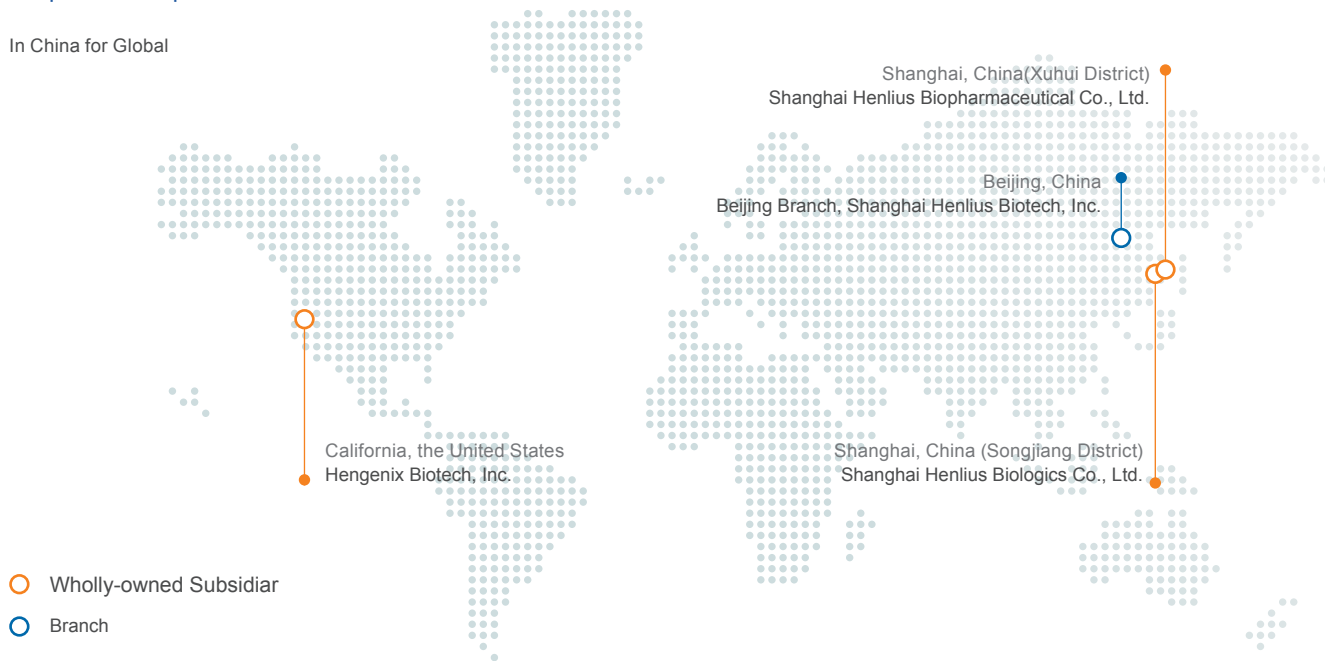 In China for Global
Shanghai, China(Xuhui District)
Shanghai Henlius Biopharmaceutical Co., Ltd.
Beijing, China
Beijing Branch, Shanghai Henlius Biotech, Inc.
California, the United States
Hengenix Biotech, Inc.
Shanghai, China (Songjiang District)
Shanghai Henlius Biologics Co., Ltd.
Wholly-owned Subsidiar
Branch